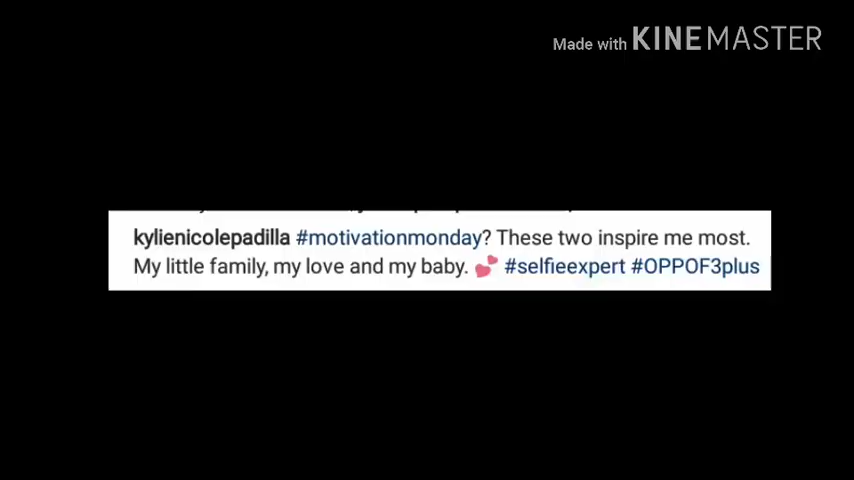 Made with KINEMASTER
kylienicolepadilla #motivationmonday? These two inspire me most.
My little family, my love and my baby. 💕 #selfieexpert #OPPOF3plus